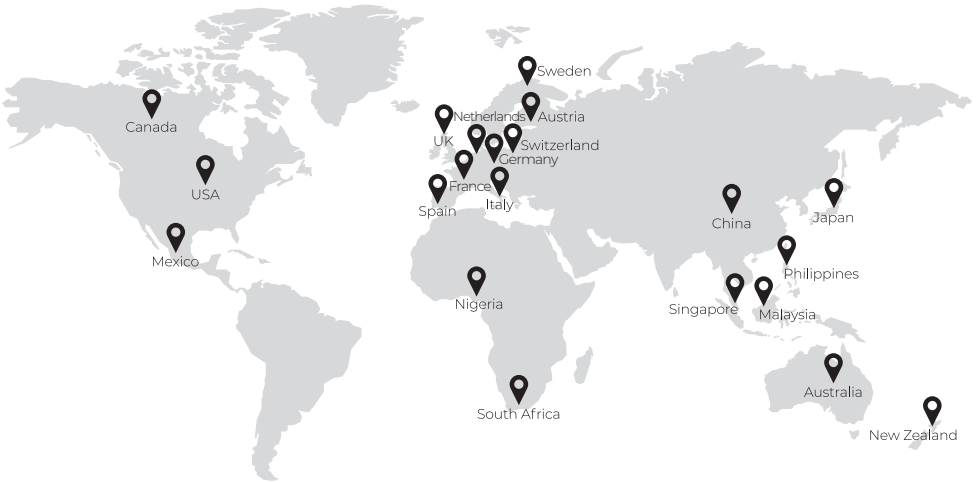 Sweden
Netherlands
Austria
Canada
UK
Switzerland
Germany
France
USA
Italy
Spain
China
Japan
Mexico
Philippines
Nigeria
Singapore
Malaysia
Australia
South Africa
New Zealand